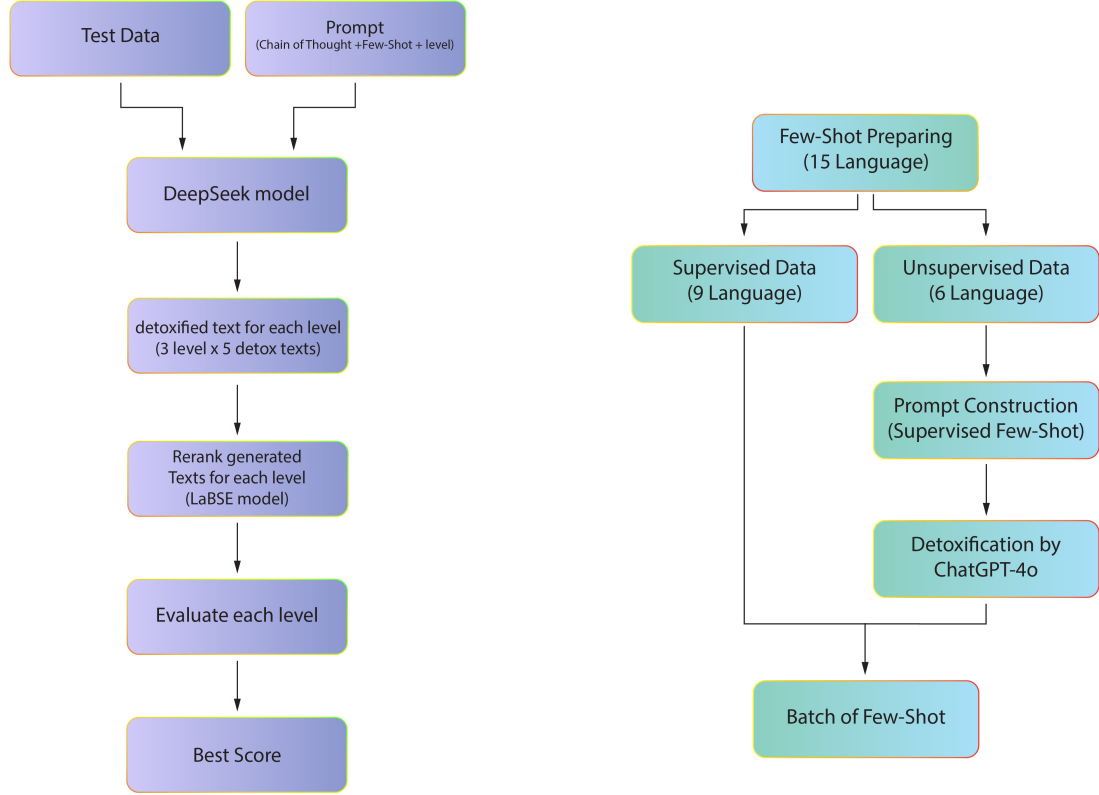 Test Data
Prompt
(Chain of Thought +Few-Shot + level)
DeepSeek model
detoxified text for each level
(3 level x 5 detox texts)
Rerank generated
Texts for each level
(LaBSE model)
Evaluate each level
Best Score
Few-Shot Preparing
(15 Language)
Supervised Data
(9 Language)
Unsupervised Data
(6 Language)
Prompt Construction
(Supervised Few-Shot)
Detoxification by
ChatGPT-4o
Batch of Few-Shot